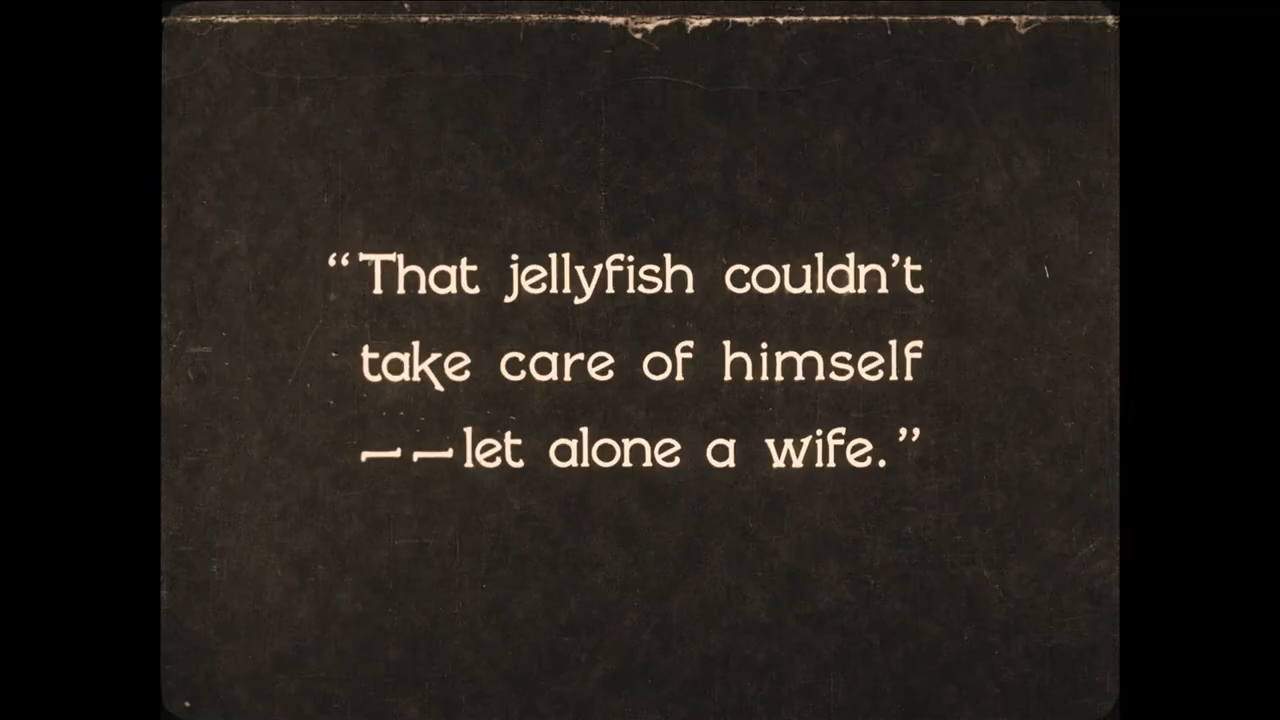 “That jellyfish couldn’t
take care of himself
——let alone a wife.”